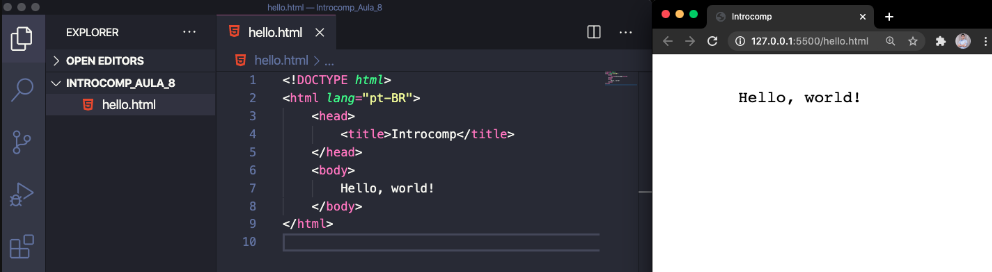 hello.html — Introcomp_Aula_8
EXPLORER
OPEN EDITORS
INTROCOMP_AULA_8
hello.html
hello.html
hello.html > ...
1 <!DOCTYPE html>
2 <html lang="pt-BR">
3 <head>
4 <title>Introcomp</title>
5 </head>
6 <body>
7 Hello, world!
8 </body>
9 </html>
10
Introcomp
127.0.0.1:5500/hello.html
Hello, world!